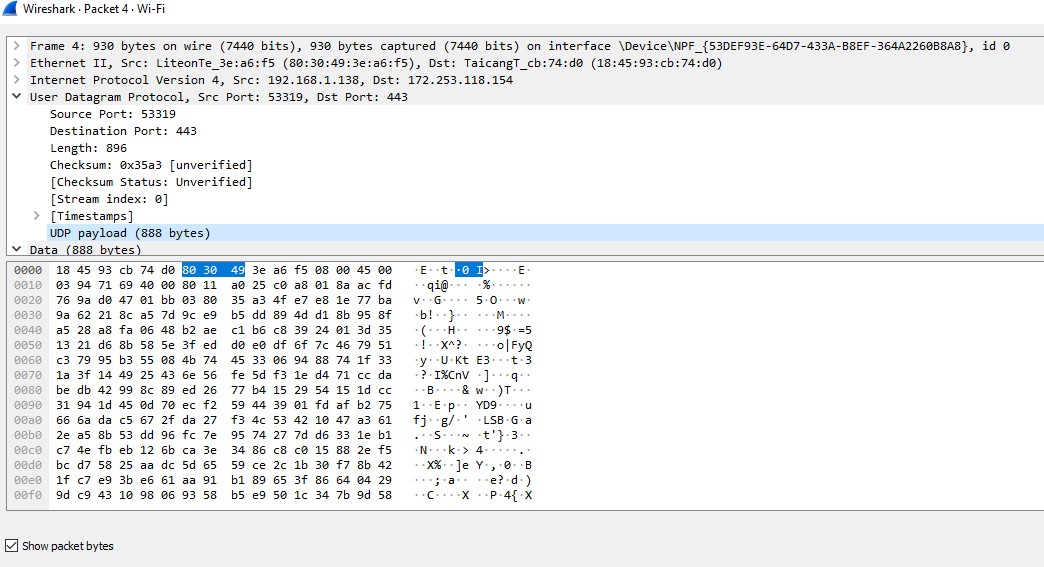 Wireshark · Packet 4 · Wi-Fi
Frame 4: 930 bytes on wire (7440 bits), 930 bytes captured (7440 bits) on interface \Device\NPF_{53DEF93E-64D7-433A-B8EF-364A2260B8A8}, id 0
Ethernet II, Src: LiteonTe_3e:a6:f5 (80:30:49:3e:a6:f5), Dst: TaicangT_cb:74:d0 (18:45:93:cb:74:d0)
Internet Protocol Version 4, Src: 192.168.1.138, Dst: 172.253.118.154
User Datagram Protocol, Src Port: 53319, Dst Port: 443
Source Port: 53319
Destination Port: 443
Length: 896
Checksum: 0x35a3 [unverified]
[Checksum Status: Unverified]
[Stream index: 0]
[Timestamps]
UDP payload (888 bytes)
Data (888 bytes)
0000 18 45 93 cb 74 d0 80 30 49 3e a6 f5 08 00 45 00 ·E··t··0 I>····E·
0010 03 94 71 69 40 00 80 11 a0 25 c0 a8 01 8a ac fd ··qi@··· ·%······
0020 76 9a d0 47 01 bb 03 80 35 a3 4f e7 e8 1e 77 ba v··G···· 5·O···w·
0030 9a 62 21 8c a5 7d 9c e9 b5 dd 89 4d d1 8b 95 8f ·b!··}·· ···M····
0040 a5 28 a8 fa 06 48 b2 ae c1 b6 c8 39 24 01 3d 35 ·(···H·· ···9$·=5
0050 13 21 d6 8b 58 5e 3f ed d0 e0 df 6f 7c 46 79 51 ·!··X^?· ···o|FyQ
0060 c3 79 95 b3 55 08 4b 74 45 33 06 94 88 74 1f 33 ·y··U·Kt E3···t·3
0070 1a 3f 14 49 25 43 6e 56 fe 5d f3 1e d4 71 cc da ·?·I%CnV ·]···q··
0080 be db 42 99 8c 89 ed 26 77 b4 15 29 54 15 1d cc ··B····& w··)T···
0090 31 94 1d 45 0d 70 ec f2 59 44 39 01 fd af b2 75 1··E·p·· YD9····u
00a0 66 6a da c5 67 2f da 27 f3 4c 53 42 10 47 a3 61 fj··g/·' ·LSB·G·a
00b0 2e a5 8b 53 dd 96 fc 7e 95 74 27 7d d6 33 1e b1 .··S···~ ·t'}·3··
00c0 c7 4e fb eb 12 6b ca 3e 34 86 c8 c0 15 88 2e f5 ·N···k·> 4·····.·
00d0 bc d7 58 25 aa dc 5d 65 59 ce 2c 1b 30 f7 8b 42 ··X%··]e Y·,·0··B
00e0 1f c7 e9 3b e6 61 aa 91 b1 89 65 3f 86 64 04 29 ···;·a·· ··e?·d·)
00f0 9d c9 43 10 98 06 93 58 b5 e9 50 1c 34 7b 9d 58 ··C····X ··P·4{·X
Show packet bytes